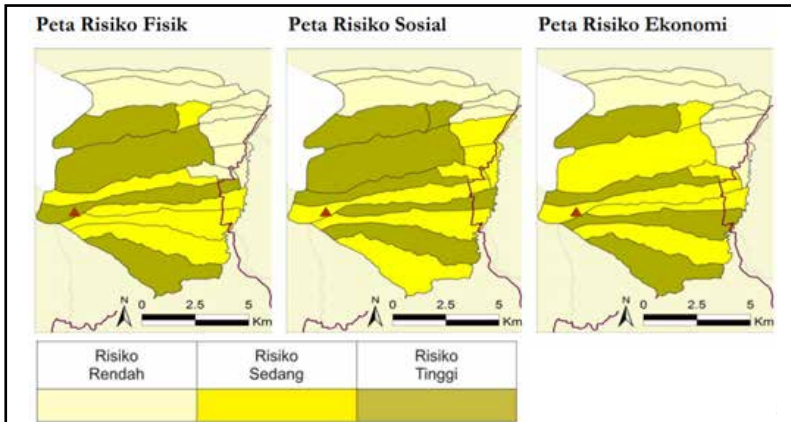 Peta Risiko Fisik
Peta Risiko Sosial
Peta Risiko Ekonomi
N
0 2.5 5
Km
N
0 2.5 5
Km
N
0 2.5 5
Km
Risiko
Rendah
Risiko
Sedang
Risiko
Tinggi